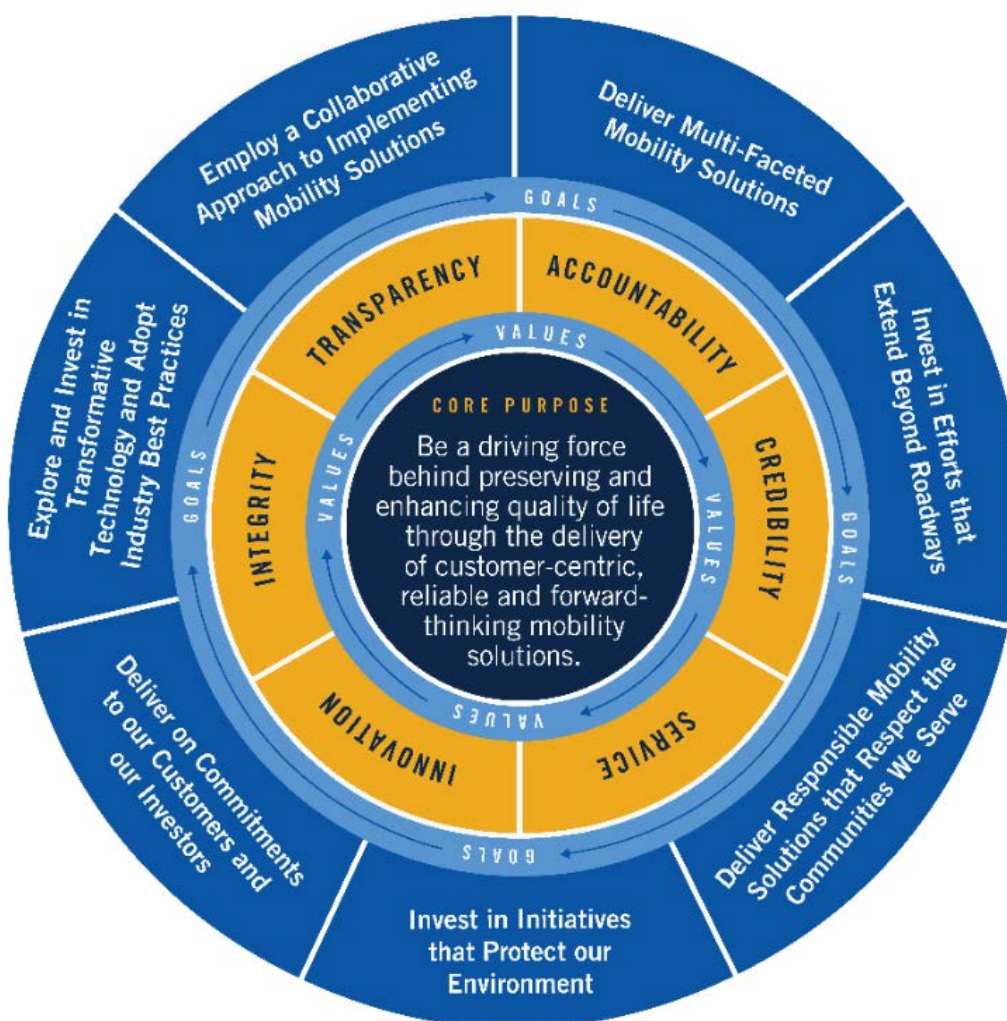 Employ a Collaborative
Approach to Implementing
Mobility Solutions
Deliver Multi-Faceted
Mobility Solutions
Invest in Efforts that
Extend Beyond Roadways
Deliver Responsible Mobility
Solutions that Respect the
Communities We Serve
Invest in Initiatives
that Protect our
Environment
Deliver on Commitments
to our Customers and
our Investors
Explore and Invest in
Transformative
Technology and Adopt
Industry Best Practices
GOALS
GOALS
GOALS
GOALS
TRANSPARENCY
ACCOUNTABILITY
CREDIBILITY
SERVICE
INNOVATION
INTEGRITY
VALUES
VALUES
VALUES
VALUES
CORE PURPOSE
Be a driving force
behind preserving and
enhancing quality of life
through the delivery
of customer-centric,
reliable and forward-
thinking mobility
solutions.